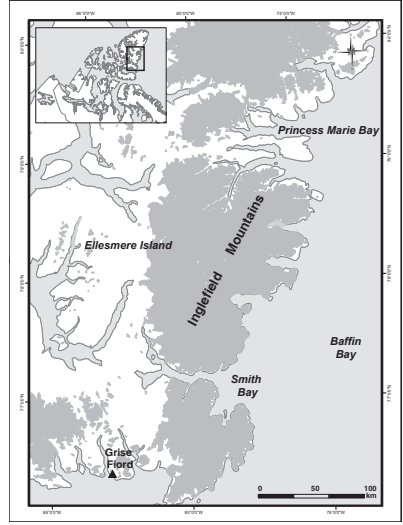 Princess Marie Bay
Ellesmere Island
Inglefield Mountains
Baffin
Bay
Smith
Bay
Grise
Fiord
0 50 100
km